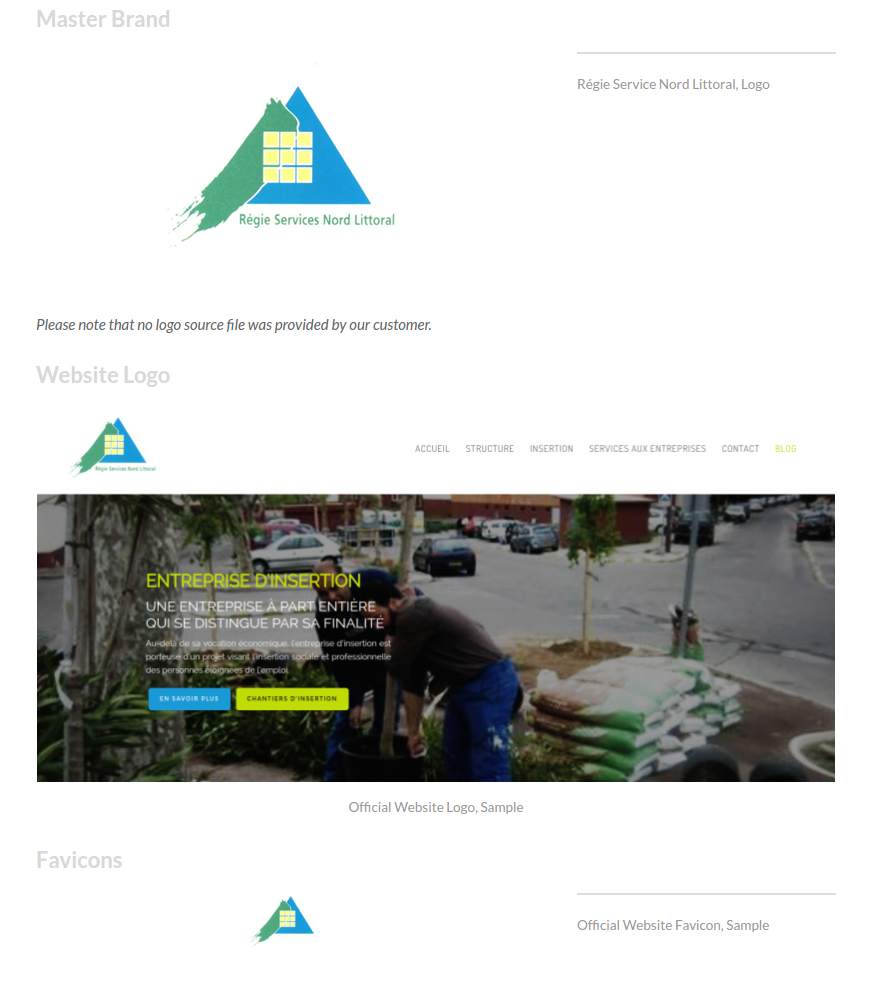 Master Brand
Régie Service Nord Littoral, Logo
Régie Services Nord Littoral
Please note that no logo source file was provided by our customer.
Website Logo
Régie Services Nord Littoral
ACCUEIL STRUCTURE INSERTION SERVICES AUX ENTREPRISES CONTACT BLOG
ENTREPRISE D'INSERTION
UNE ENTREPRISE À PART ENTIÈRE
QUI SE DISTINGUE PAR SA FINALITÉ
Au-delà de sa vocation économique, l'entreprise d'insertion est
porteuse d'un projet visant l'insertion sociale et professionnelle
des personnes éloignées de l'emploi.
EN SAVOIR PLUS CHANTIERS D'INSERTION
Official Website Logo, Sample
Favicons
Official Website Favicon, Sample